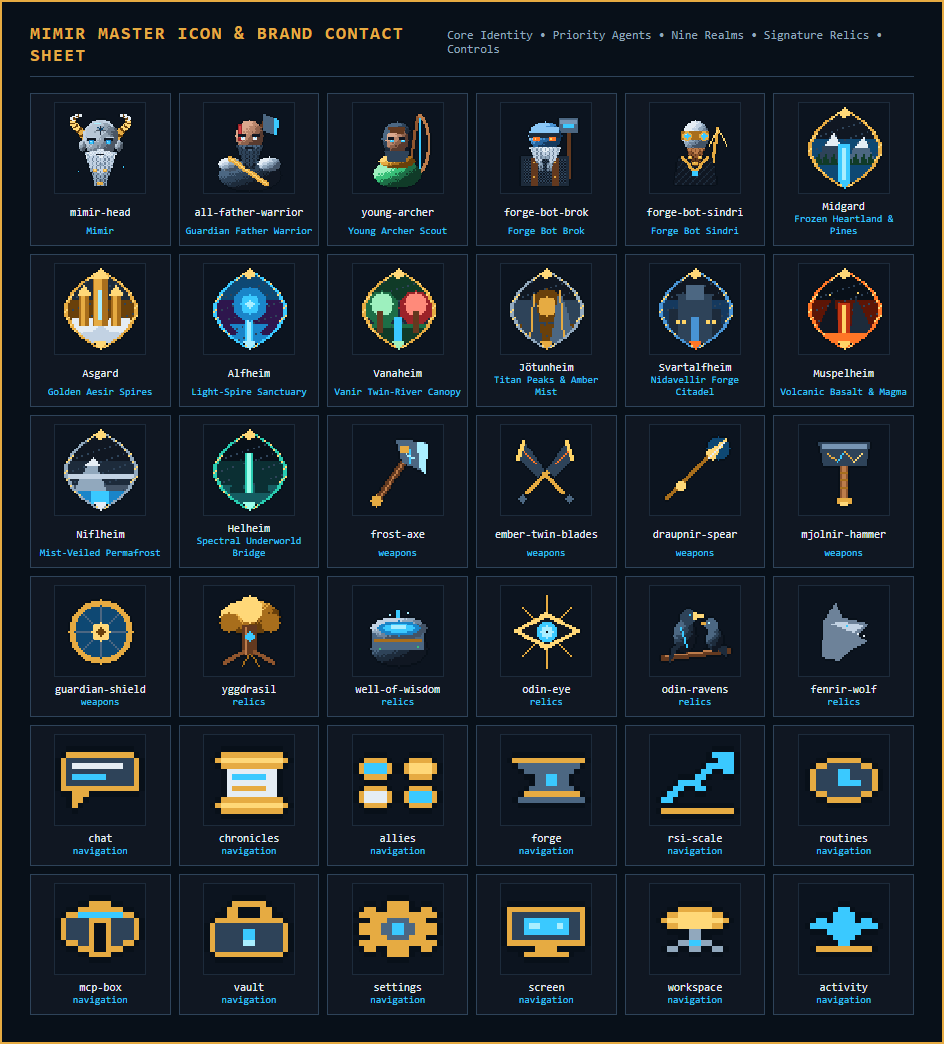 MIMIR MASTER ICON & BRAND CONTACT
SHEET
Core Identity • Priority Agents • Nine Realms • Signature Relics •
Controls
mimir-head
Mimir
all-father-warrior
Guardian Father Warrior
young-archer
Young Archer Scout
forge-bot-brok
Forge Bot Brok
forge-bot-sindri
Forge Bot Sindri
Midgard
Frozen Heartland &
Pines
Asgard
Golden Aesir Spires
Alfheim
Light-Spire Sanctuary
Vanaheim
Vanir Twin-River Canopy
Jötunheim
Titan Peaks & Amber
Mist
Svartalfheim
Nidavellir Forge
Citadel
Muspelheim
Volcanic Basalt & Magma
Niflheim
Mist-Veiled Permafrost
Helheim
Spectral Underworld
Bridge
frost-axe
weapons
ember-twin-blades
weapons
draupnir-spear
weapons
mjolnir-hammer
weapons
guardian-shield
weapons
yggdrasil
relics
well-of-wisdom
relics
odin-eye
relics
odin-ravens
relics
fenrir-wolf
relics
chat
navigation
chronicles
navigation
allies
navigation
forge
navigation
rsi-scale
navigation
routines
navigation
mcp-box
navigation
vault
navigation
settings
navigation
screen
navigation
workspace
navigation
activity
navigation